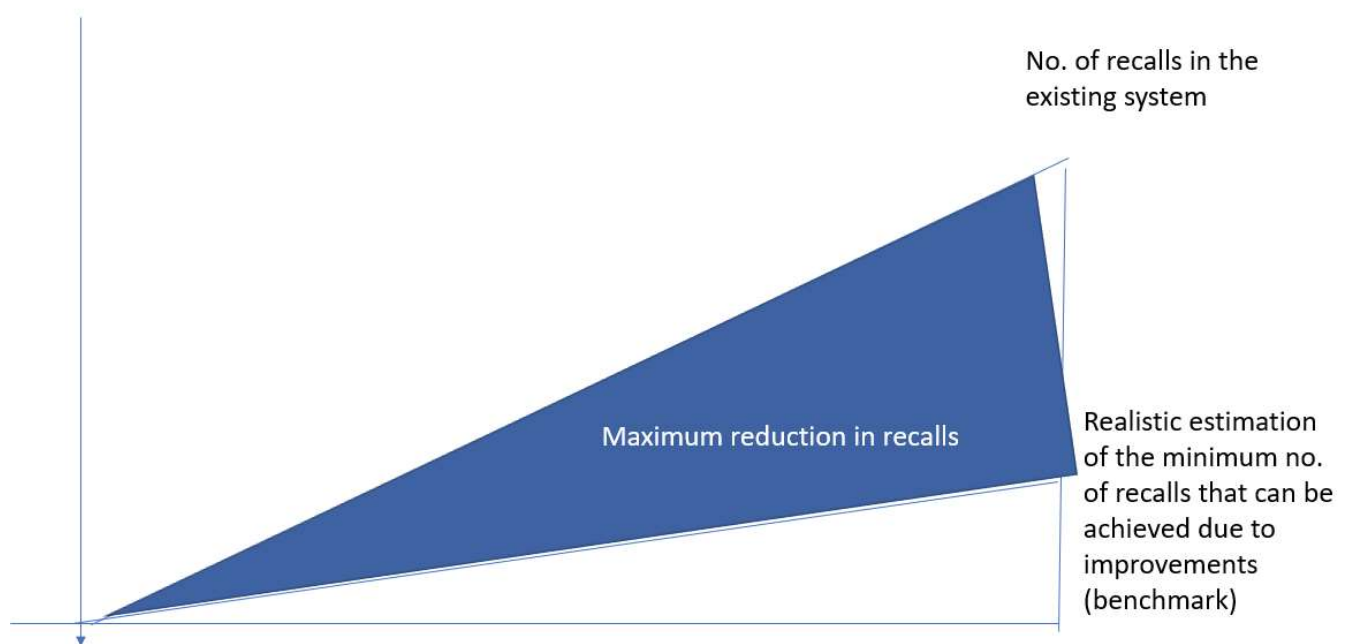 No. of recalls in the
existing system
Maximum reduction in recalls
Realistic estimation
of the minimum no.
of recalls that can be
achieved due to
improvements
(benchmark)